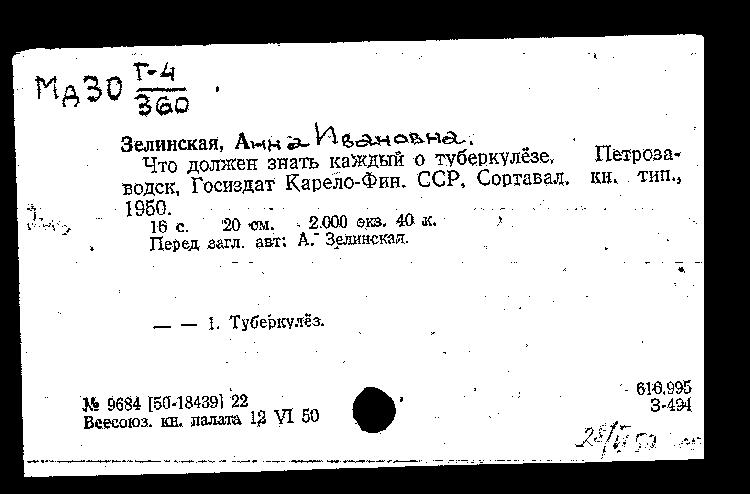 МдЗО Г-4
360
Зелинская, Анна Ивановна.
Что должен знать каждый о туберкулёзе. Петроза-
водск, Госиздат Карело-Фин. ССР, Сортавал. кн. тип.,
1950.
16 с. 20 см. 2.000 экз. 40 к.
Перед загл. авт: А. Зелинская.
— — 1. Туберкулёз.
№ 9684 [50-18439] 22
Всесоюз. кн. палата 12 VI 50
616.995
З-494